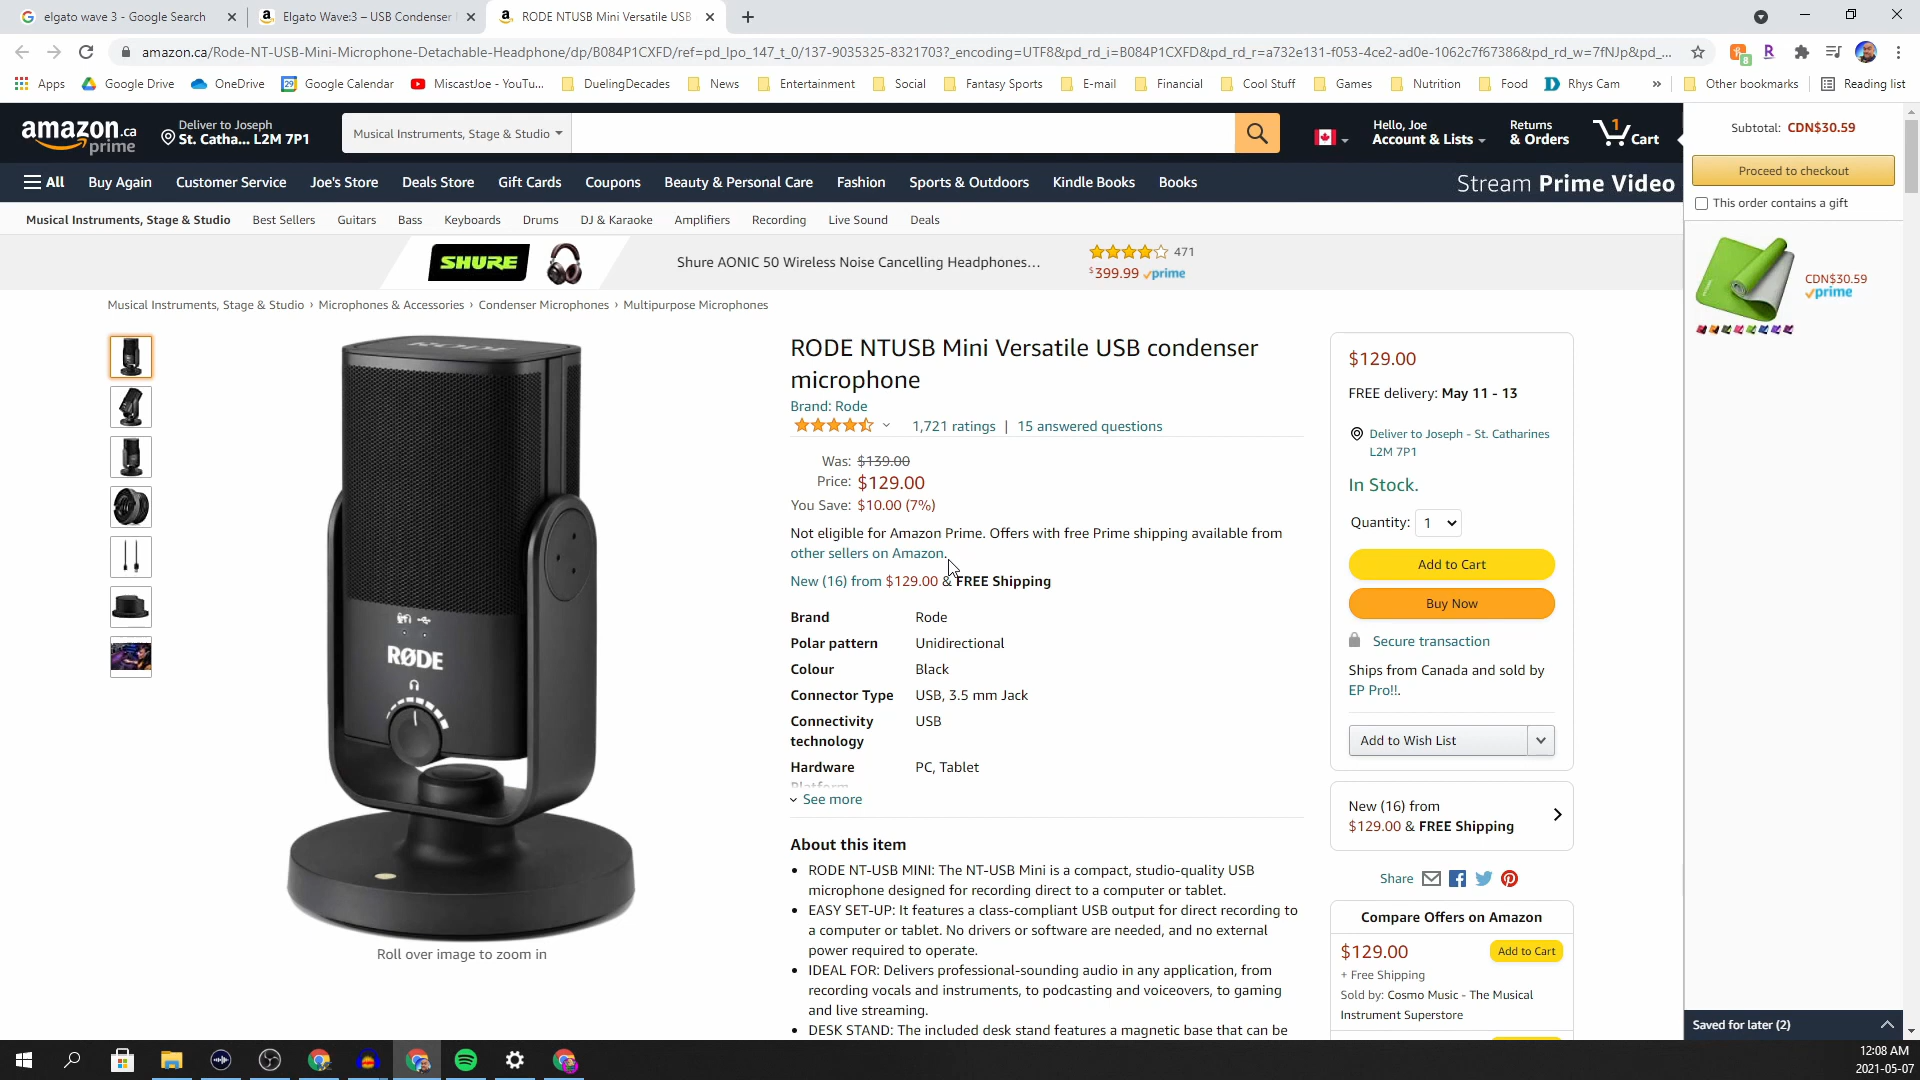 elgato wave 3 - Google Search
Elgato Wave:3 – USB Condenser
RODE NTUSB Mini Versatile USB
amazon.ca/Rode-NT-USB-Mini-Microphone-Detachable-Headphone/dp/B084P1CXFD/ref=pd_lpo_147_t_0/137-9035325-8321703?_encoding=UTF8&pd_rd_i=B084P1CXFD&pd_rd_r=a732e131-f053-4ce2-ad0e-1062c7f67386&pd_rd_w=7fNJp&pd_...
8
Apps Google Drive OneDrive 29 Google Calendar MiscastJoe - YouTu... DuelingDecades News Entertainment Social Fantasy Sports E-mail Financial Cool Stuff Games Nutrition Food Rhys Cam » Other bookmarks Reading list
amazon.ca
prime
Deliver to Joseph
St. Catha... L2M 7P1
Musical Instruments, Stage & Studio
Hello, Joe
Account & Lists
Returns
& Orders
1
Cart
All Buy Again Customer Service Joe's Store Deals Store Gift Cards Coupons Beauty & Personal Care Fashion Sports & Outdoors Kindle Books Books Stream Prime Video
Musical Instruments, Stage & Studio Best Sellers Guitars Bass Keyboards Drums DJ & Karaoke Amplifiers Recording Live Sound Deals
SHURE
Shure AONIC 50 Wireless Noise Cancelling Headphones...
471
$399.99 prime
Musical Instruments, Stage & Studio › Microphones & Accessories › Condenser Microphones › Multipurpose Microphones
RØDE
Roll over image to zoom in
RODE NTUSB Mini Versatile USB condenser
microphone
Brand: Rode
1,721 ratings | 15 answered questions
Was: $139.00
Price: $129.00
You Save: $10.00 (7%)
Not eligible for Amazon Prime. Offers with free Prime shipping available from
other sellers on Amazon.
New (16) from $129.00 & FREE Shipping
Brand Rode
Polar pattern Unidirectional
Colour Black
Connector Type USB, 3.5 mm Jack
Connectivity USB
technology
Hardware PC, Tablet
Platform
See more
About this item
• RODE NT-USB MINI: The NT-USB Mini is a compact, studio-quality USB
microphone designed for recording direct to a computer or tablet.
• EASY SET-UP: It features a class-compliant USB output for direct recording to
a computer or tablet. No drivers or software are needed, and no external
power required to operate.
• IDEAL FOR: Delivers professional-sounding audio in any application, from
recording vocals and instruments, to podcasting and voiceovers, to gaming
and live streaming.
• DESK STAND: The included desk stand features a magnetic base that can be
$129.00
FREE delivery: May 11 - 13
Deliver to Joseph - St. Catharines
L2M 7P1
In Stock.
Quantity: 1
Add to Cart
Buy Now
Secure transaction
Ships from Canada and sold by
EP Pro!!.
Add to Wish List
New (16) from
$129.00 & FREE Shipping
Share
Compare Offers on Amazon
$129.00
Add to Cart
+ Free Shipping
Sold by: Cosmo Music - The Musical
Instrument Superstore
Subtotal: CDN$30.59
Proceed to checkout
This order contains a gift
CDN$30.59
prime
Saved for later (2)
12:08 AM
2021-05-07